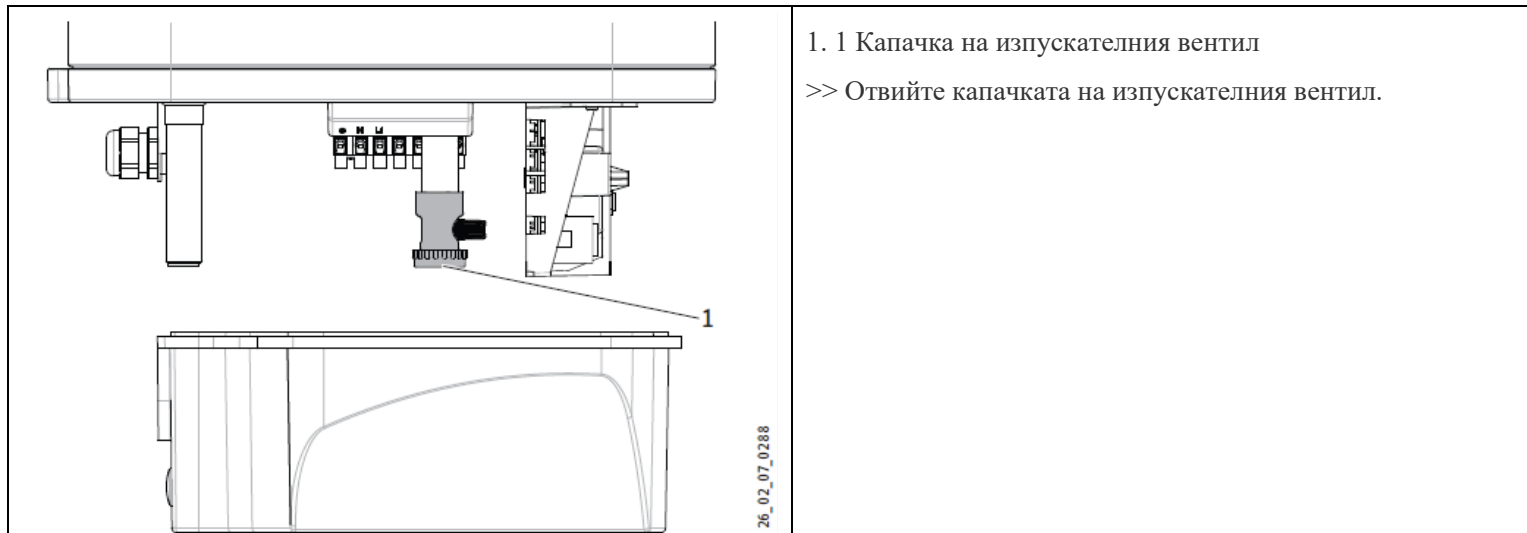 1
26_02_07_0288
1. 1 Капачка на изпускателния вентил
>> Отвийте капачката на изпускателния вентил.